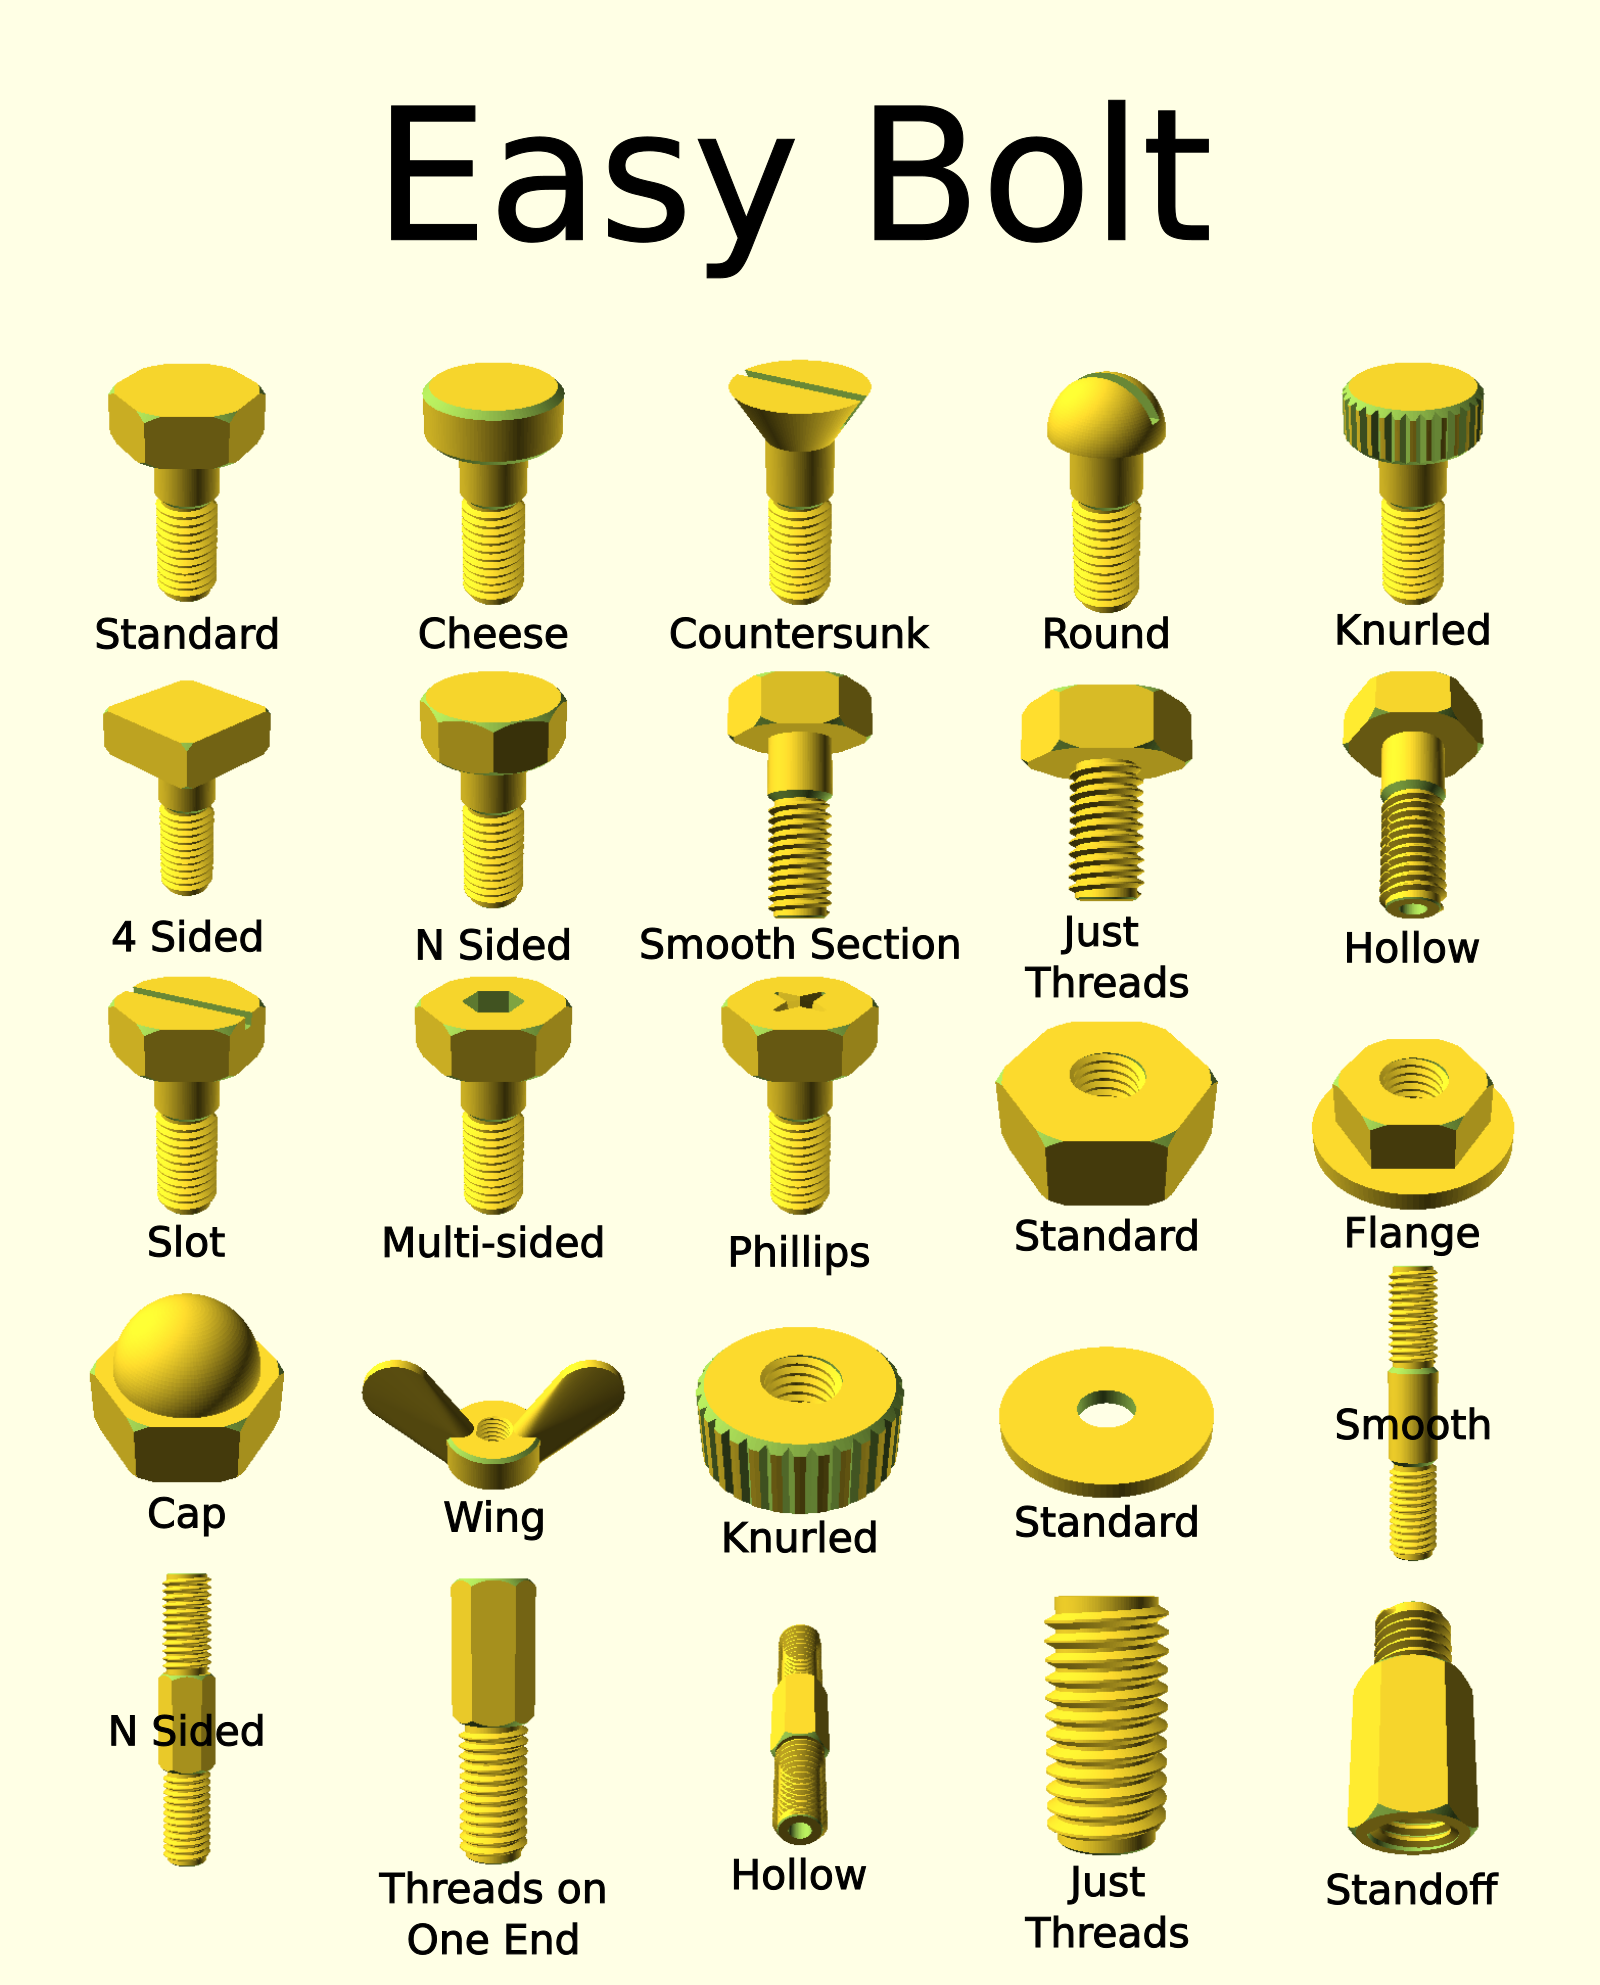 Easy Bolt
Standard
Cheese
Countersunk
Round
Knurled
4 Sided
N Sided
Smooth Section
Just
Threads
Hollow
Slot
Multi-sided
Phillips
Standard
Flange
Cap
Wing
Knurled
Standard
Smooth
N Sided
Threads on
One End
Hollow
Just
Threads
Standoff